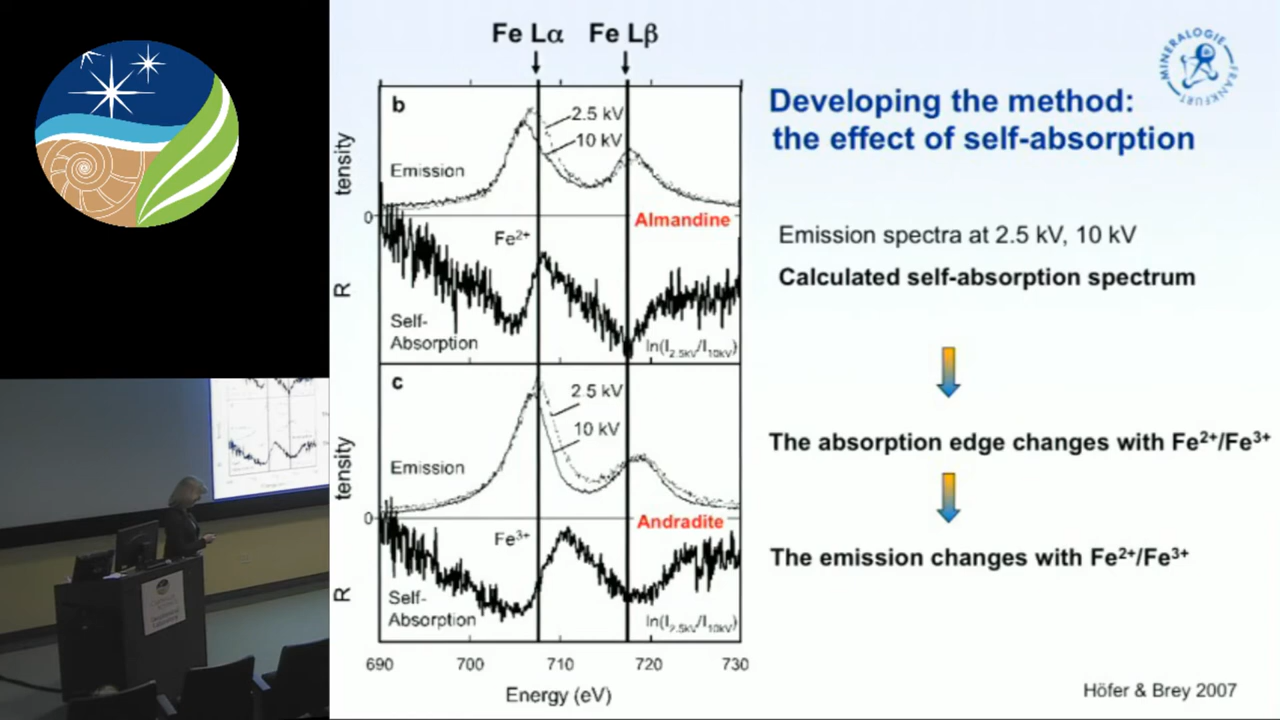 Fe Lα Fe Lβ
b
2.5 kV
10 kV
Emission
tensity
0
Almandine
Fe²⁺
R
Self-
Absorption
ln(I2.5kV/I10kV)
c
2.5 kV
10 kV
Emission
tensity
0
Andradite
Fe³⁺
R
Self-
Absorption
ln(I2.5kV/I10kV)
690 700 710 720 730
Energy (eV)
MINERALOGIE
FRANKFURT
Developing the method:
the effect of self-absorption
Emission spectra at 2.5 kV, 10 kV
Calculated self-absorption spectrum
The absorption edge changes with Fe²⁺/Fe³⁺
The emission changes with Fe²⁺/Fe³⁺
Höfer & Brey 2007